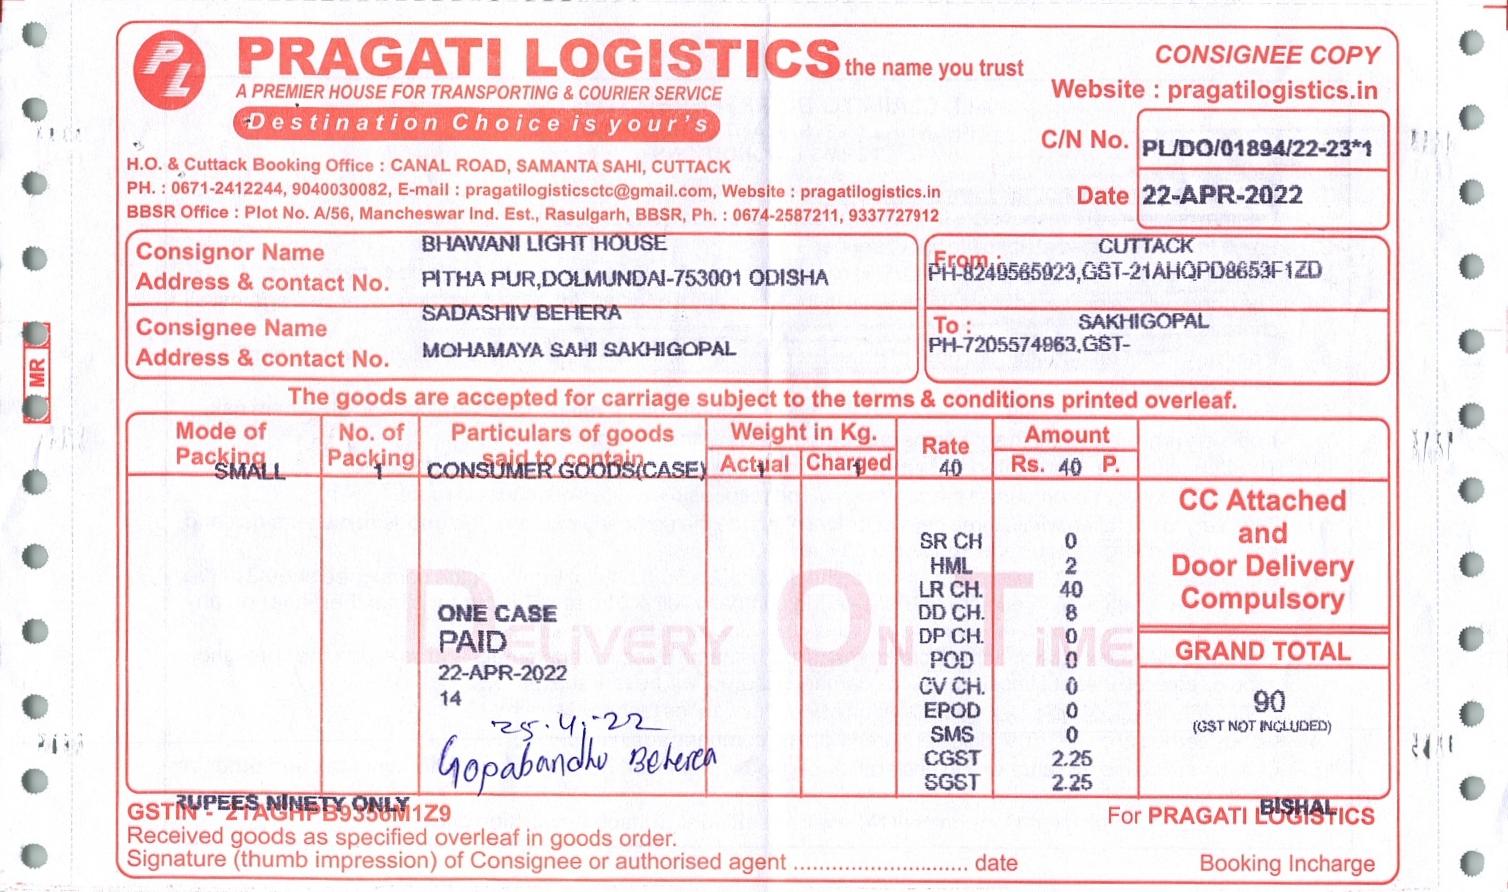 PL
PRAGATI LOGISTICS the name you trust
A PREMIER HOUSE FOR TRANSPORTING & COURIER SERVICE
Destination Choice is your's
CONSIGNEE COPY
Website : pragatilogistics.in
C/N No. PL/DO/01894/22-23*1
Date 22-APR-2022
H.O. & Cuttack Booking Office : CANAL ROAD, SAMANTA SAHI, CUTTACK
PH. : 0671-2412244, 9040030082, E-mail : pragatilogisticsctc@gmail.com, Website : pragatilogistics.in
BBSR Office : Plot No. A/56, Mancheswar Ind. Est., Rasulgarh, BBSR, Ph. : 0674-2587211, 9337727912
Consignor Name BHAWANI LIGHT HOUSE
Address & contact No. PITHA PUR,DOLMUNDAI-753001 ODISHA
From : CUTTACK
PH-8249585923,GST-21AHQPD8653F1ZD
Consignee Name SADASHIV BEHERA
Address & contact No. MOHAMAYA SAHI SAKHIGOPAL
To : SAKHIGOPAL
PH-7205574963,GST-
MR
The goods are accepted for carriage subject to the terms & conditions printed overleaf.
Mode of Packing No. of Packing Particulars of goods said to contain Weight in Kg. Actual Charged Rate Amount Rs. P.
SMALL 1 CONSUMER GOODS(CASE) 1 1 40 40
CC Attached
and
Door Delivery
Compulsory
SR CH 0
HML 2
LR CH. 40
DD CH. 8
DP CH. 0
POD 0
CV CH. 0
EPOD 0
SMS 0
CGST 2.25
SGST 2.25
DELiVERY ON TiME
ONE CASE
PAID
22-APR-2022
14
25.4.-22
Gopabandhu Beherea
GRAND TOTAL
90
(GST NOT INCLUDED)
RUPEES NINETY ONLY
GSTIN - 21AGHPB9356M1Z9
BISHAL
For PRAGATI LOGISTICS
Received goods as specified overleaf in goods order.
Signature (thumb impression) of Consignee or authorised agent ............................ date
Booking Incharge